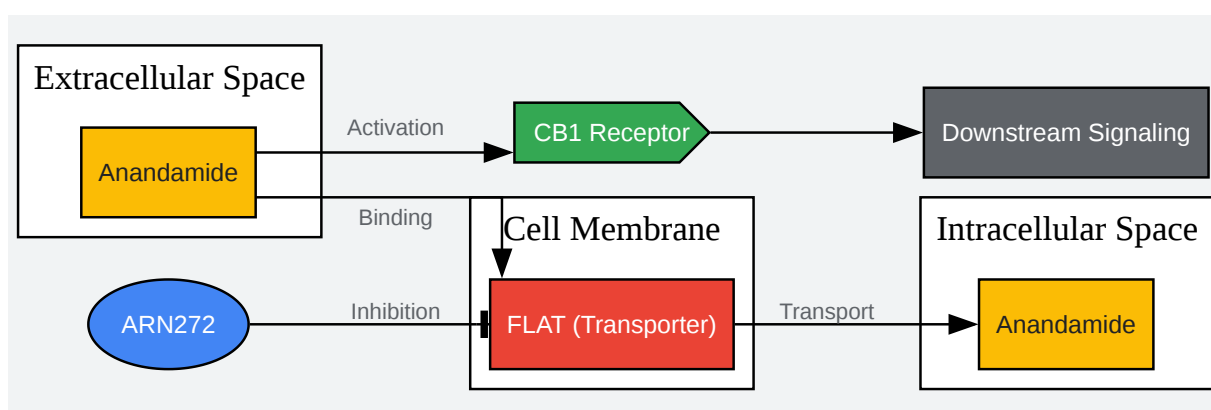 Extracellular Space
Anandamide
Activation
CB1 Receptor
Downstream Signaling
Binding
Cell Membrane
Intracellular Space
ARN272
Inhibition
FLAT (Transporter)
Transport
Anandamide